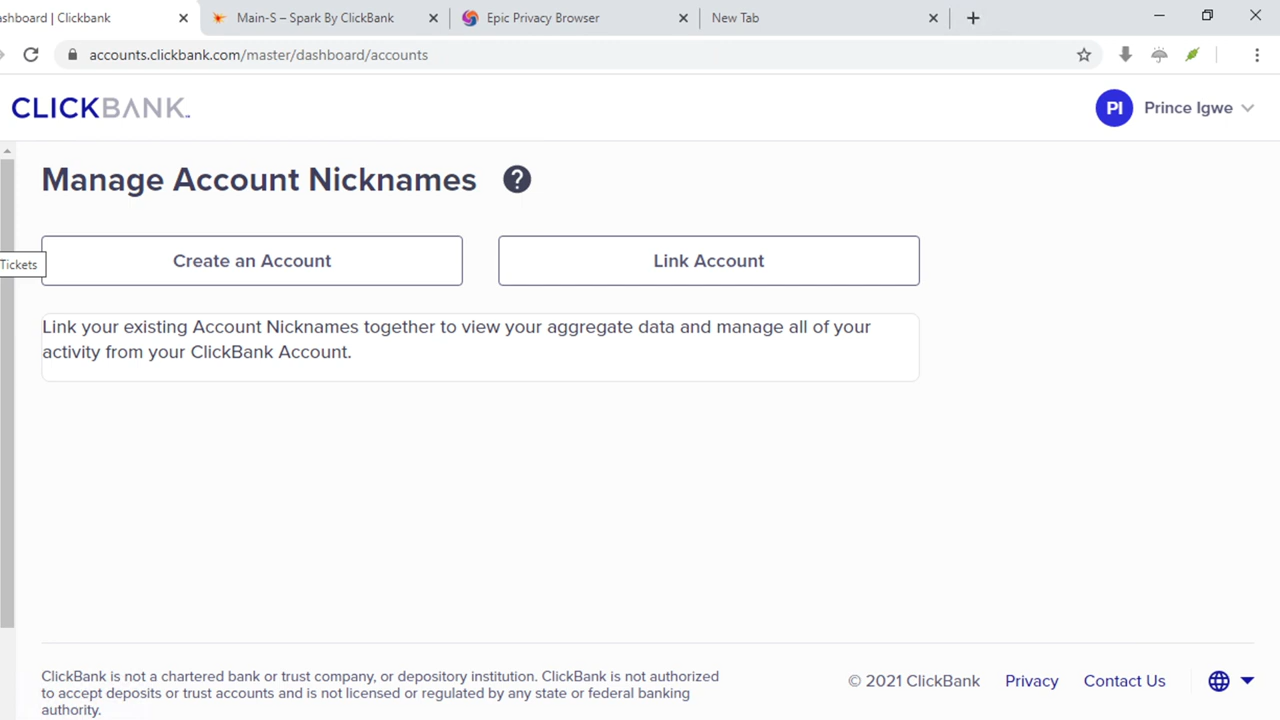 ashboard | Clickbank
Main-S – Spark By ClickBank
Epic Privacy Browser
New Tab
accounts.clickbank.com/master/dashboard/accounts
CLICKBANK™
PI
Prince Igwe
Manage Account Nicknames
?
Create an Account
Link Account
Tickets
Link your existing Account Nicknames together to view your aggregate data and manage all of your
activity from your ClickBank Account.
ClickBank is not a chartered bank or trust company, or depository institution. ClickBank is not authorized
to accept deposits or trust accounts and is not licensed or regulated by any state or federal banking
authority.
© 2021 ClickBank
Privacy
Contact Us